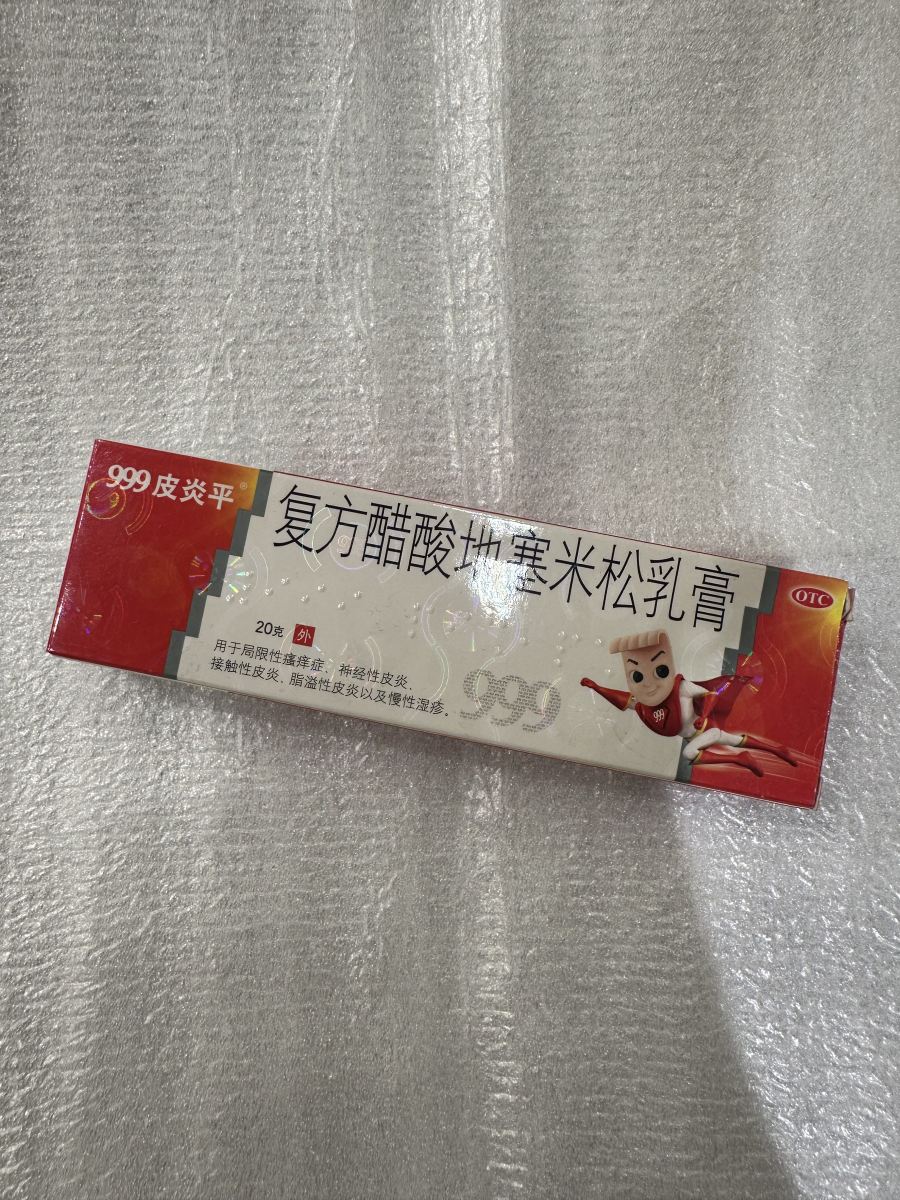 999皮炎平®
复方醋酸地塞米松乳膏
OTC
20克 外
用于局限性瘙痒症、神经性皮炎、
接触性皮炎、脂溢性皮炎以及慢性湿疹。
999
999